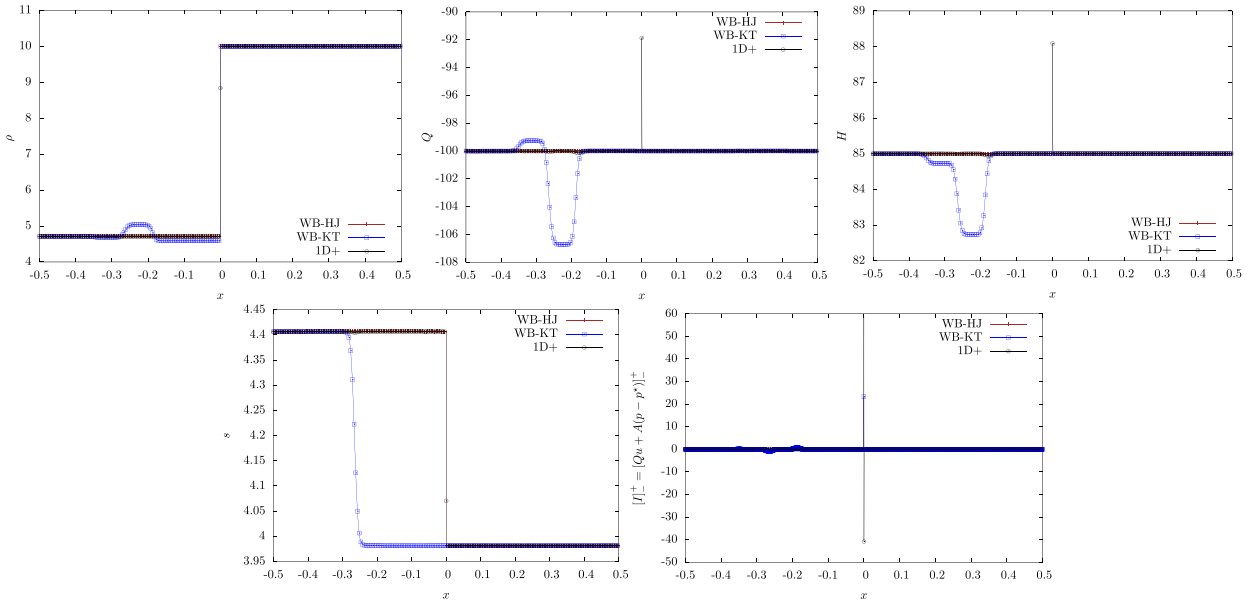 11
10
9
8
7
6
5
4
-0.5 -0.4 -0.3 -0.2 -0.1 0 0.1 0.2 0.3 0.4 0.5
ρ
x
WB-HJ
WB-KT
1D+
-90
-92
-94
-96
-98
-100
-102
-104
-106
-108
-0.5 -0.4 -0.3 -0.2 -0.1 0 0.1 0.2 0.3 0.4 0.5
Q
x
WB-HJ
WB-KT
1D+
89
88
87
86
85
84
83
82
-0.5 -0.4 -0.3 -0.2 -0.1 0 0.1 0.2 0.3 0.4 0.5
H
x
WB-HJ
WB-KT
1D+
4.45
4.4
4.35
4.3
4.25
4.2
4.15
4.1
4.05
4
3.95
-0.5 -0.4 -0.3 -0.2 -0.1 0 0.1 0.2 0.3 0.4 0.5
s
x
WB-HJ
WB-KT
1D+
60
50
40
30
20
10
0
-10
-20
-30
-40
-50
-0.5 -0.4 -0.3 -0.2 -0.1 0 0.1 0.2 0.3 0.4 0.5
[I]⁺₋ = [Qu + A(p − p⋆)]⁺₋
x
WB-HJ
WB-KT
1D+